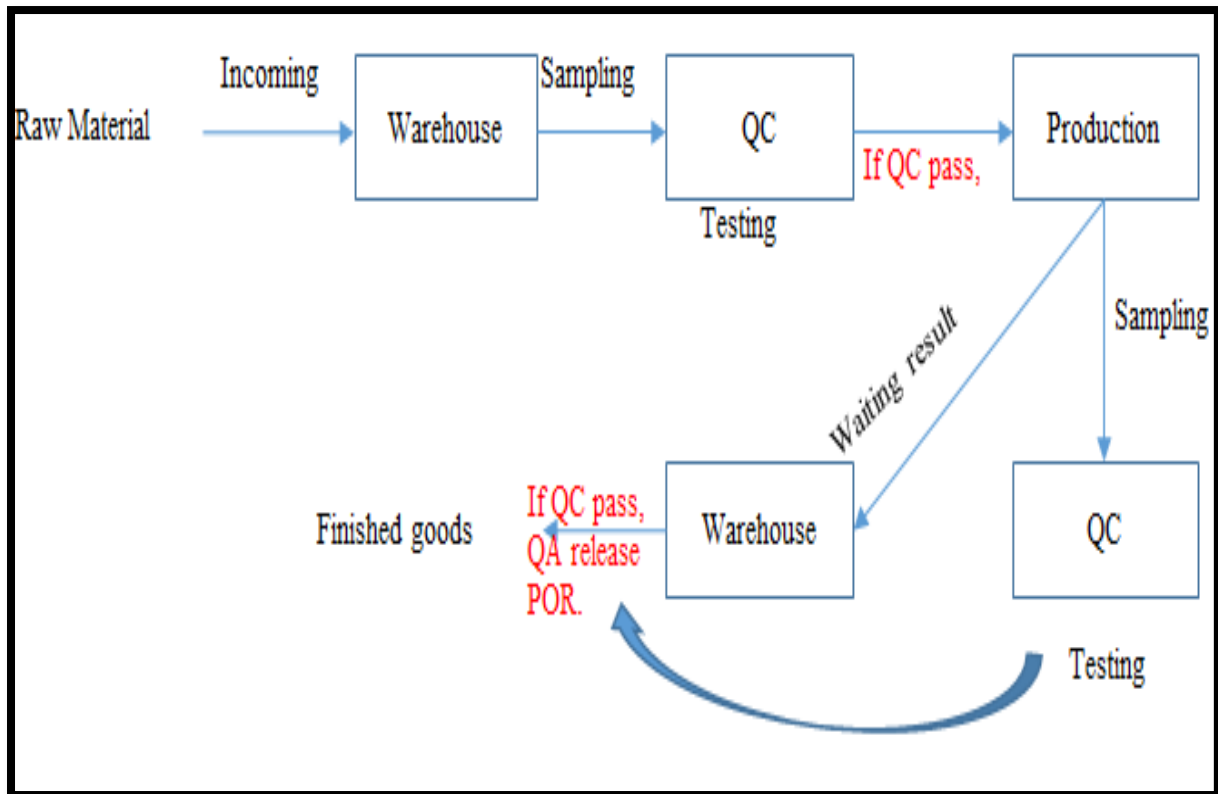 Incoming
Sampling
Raw Material
Warehouse
QC
Production
If QC pass,
Testing
Sampling
Waiting result
If QC pass,
Finished goods
Warehouse
QC
QA release
POR.
Testing